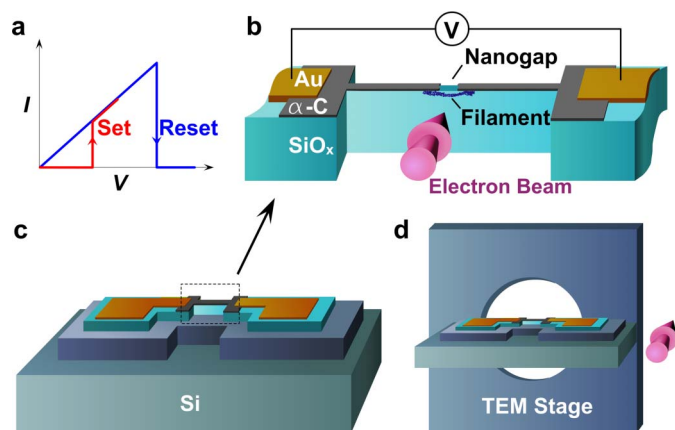 a
I
Set
Reset
V
b
V
Nanogap
Au
α-C
Filament
SiOx
Electron Beam
c
Si
d
TEM Stage